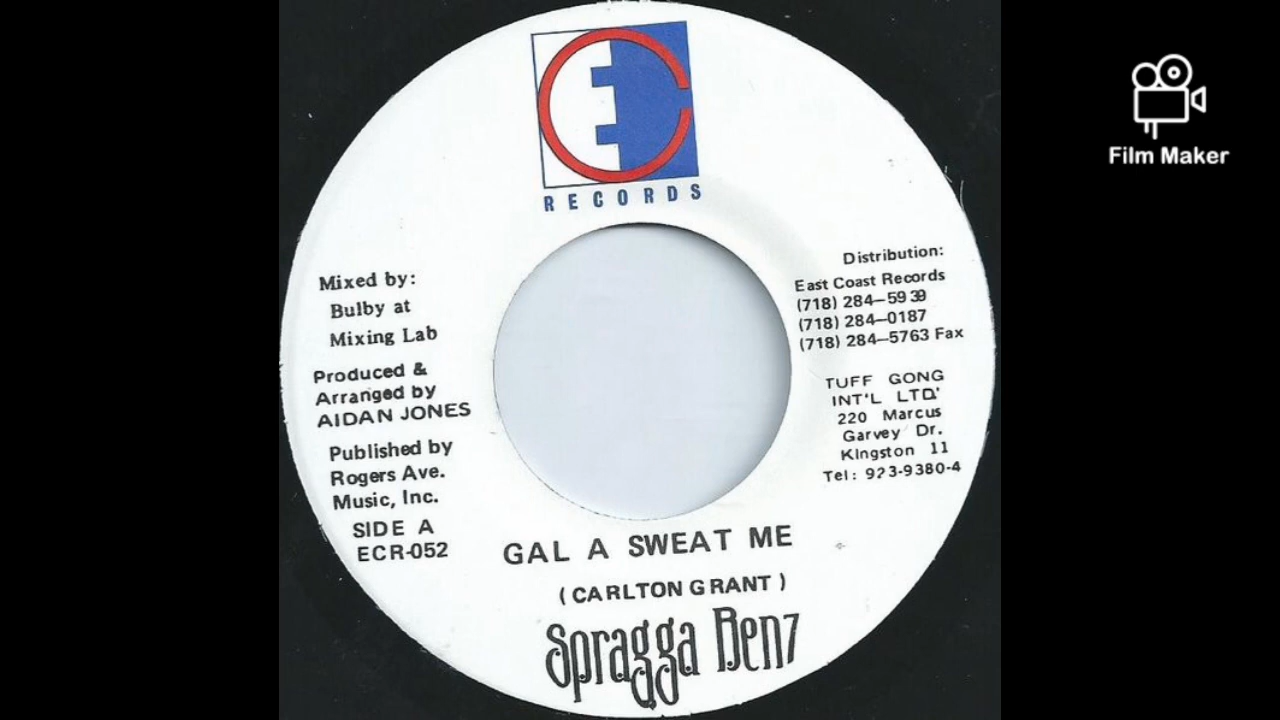 EC
RECORDS
Mixed by:
Bulby at
Mixing Lab
Produced &
Arranged by
AIDAN JONES
Published by
Rogers Ave.
Music, Inc.
SIDE A
ECR-052
Distribution:
East Coast Records
(718) 284-5939
(718) 284-0187
(718) 284-5763 Fax
TUFF GONG
INT'L LTD.
220 Marcus
Garvey Dr.
Kingston 11
Tel: 923-9380-4
GAL A SWEAT ME
(CARLTON GRANT)
Spragga Benz
Film Maker